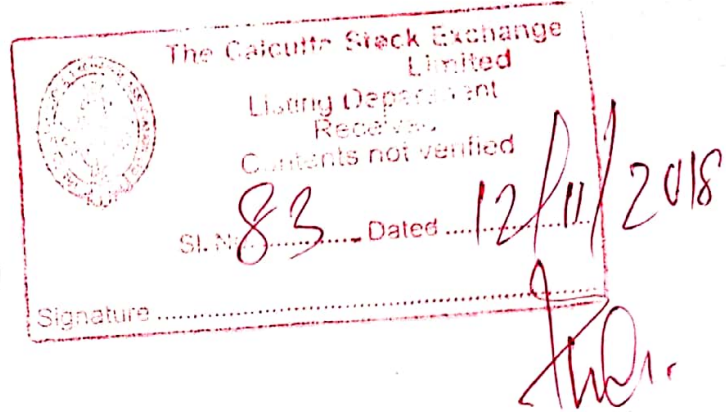 The Calcutta Stock Exchange
Limited
Listing Department
Received
Contents not verified
Sl. No 83 Dated 12/11/2018
Signature